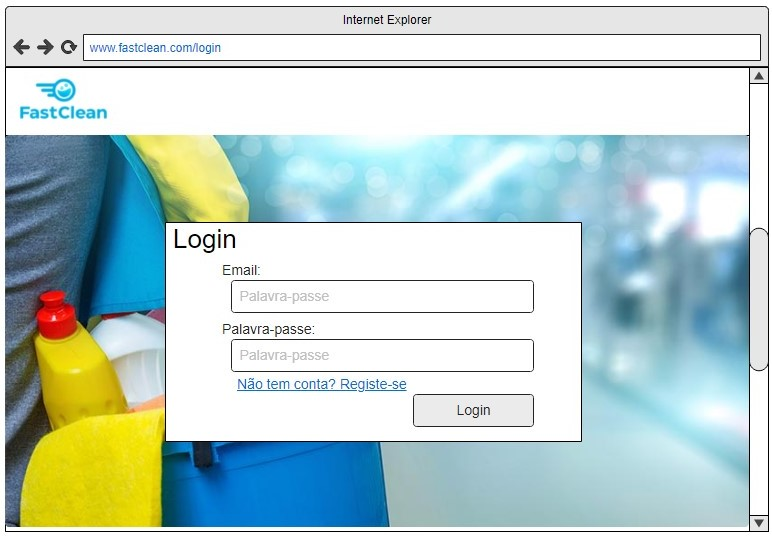 Internet Explorer
www.fastclean.com/login
FastClean
Login
Email:
Palavra-passe
Palavra-passe:
Palavra-passe
Não tem conta? Registe-se
Login